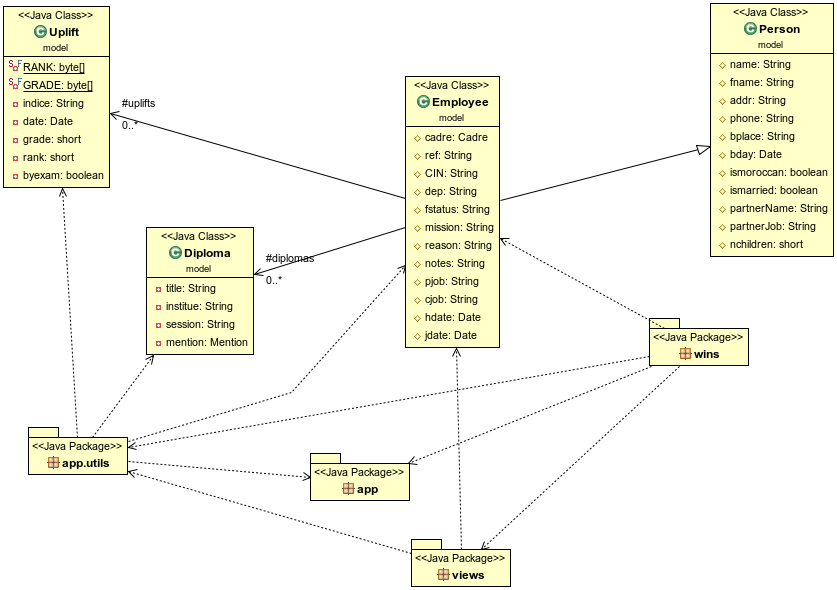 <<Java Class>>
Uplift
model
RANK: byte[]
GRADE: byte[]
indice: String
date: Date
grade: short
rank: short
byexam: boolean
<<Java Class>>
Person
model
name: String
fname: String
addr: String
phone: String
bplace: String
bday: Date
ismoroccan: boolean
ismarried: boolean
partnerName: String
partnerJob: String
nchildren: short
#uplifts
0..*
<<Java Class>>
Employee
model
cadre: Cadre
ref: String
CIN: String
dep: String
fstatus: String
mission: String
reason: String
notes: String
pjob: String
cjob: String
hdate: Date
jdate: Date
<<Java Class>>
Diploma
model
title: String
institue: String
session: String
mention: Mention
#diplomas
0..*
<<Java Package>>
wins
<<Java Package>>
app.utils
<<Java Package>>
app
<<Java Package>>
views